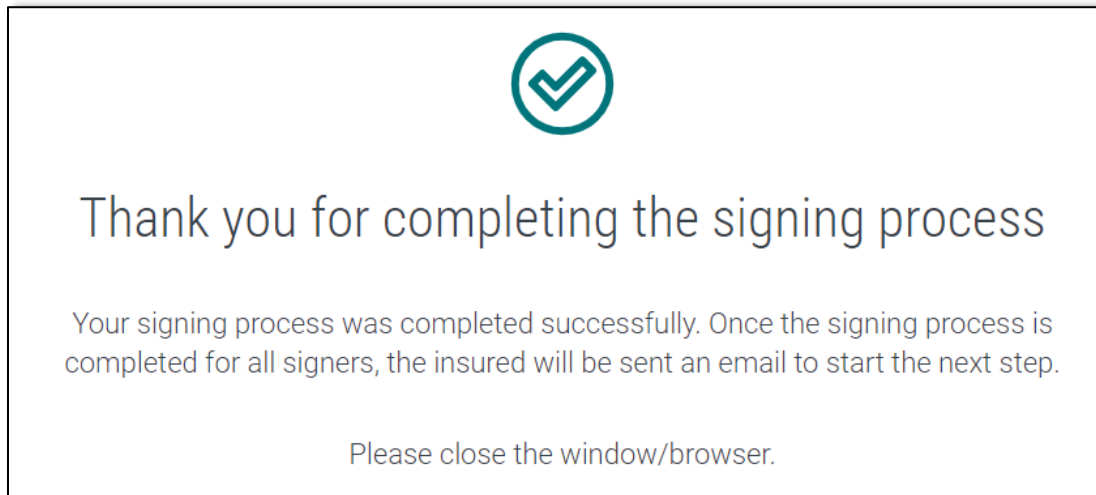 Thank you for completing the signing process
Your signing process was completed successfully. Once the signing process is
completed for all signers, the insured will be sent an email to start the next step.
Please close the window/browser.